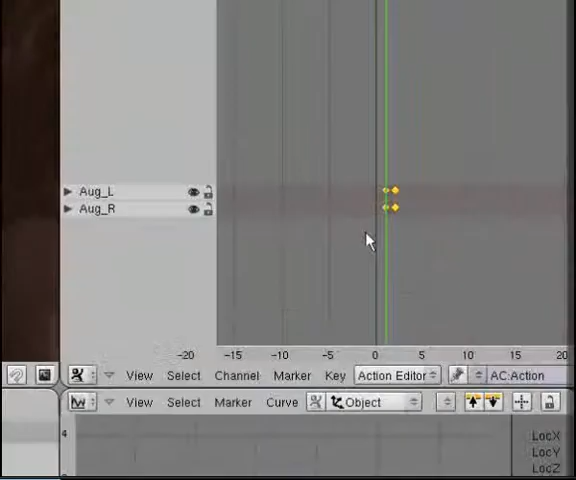 Aug_L
Aug_R
-20 -15 -10 -5 0 5 10 15 20
View Select Channel Marker Key Action Editor AC:Action
View Select Marker Curve Object
4
LocX
LocY
LocZ